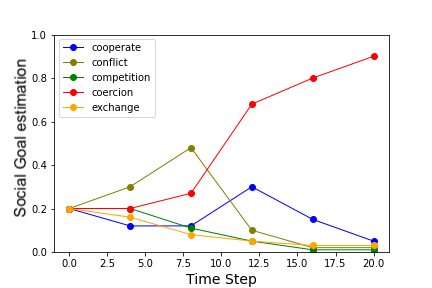 1.0
0.8
0.6
0.4
0.2
0.0
Social Goal estimation
cooperate
conflict
competition
coercion
exchange
0.0 2.5 5.0 7.5 10.0 12.5 15.0 17.5 20.0
Time Step